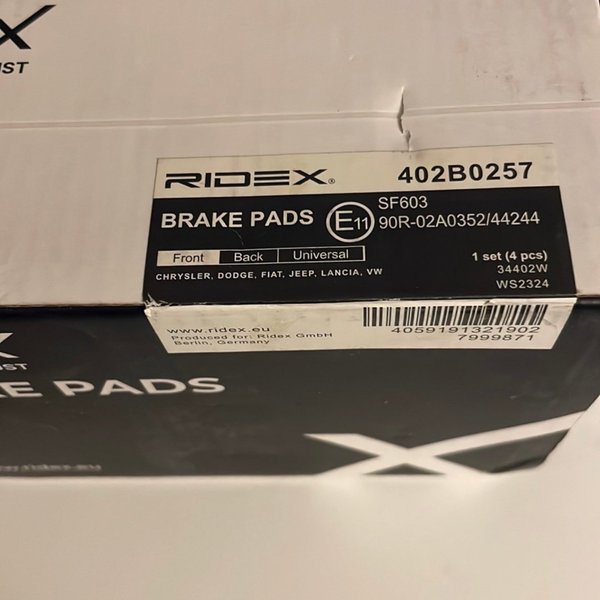 RIDEX® 402B0257
BRAKE PADS E11 SF603
90R-02A0352/44244
Front Back Universal 1 set (4 pcs)
CHRYSLER, DODGE, FIAT, JEEP, LANCIA, VW 34402W
WS2324
www.ridex.eu
Produced for: Ridex GmbH 4059191321902
Berlin, Germany 7999871
PADS